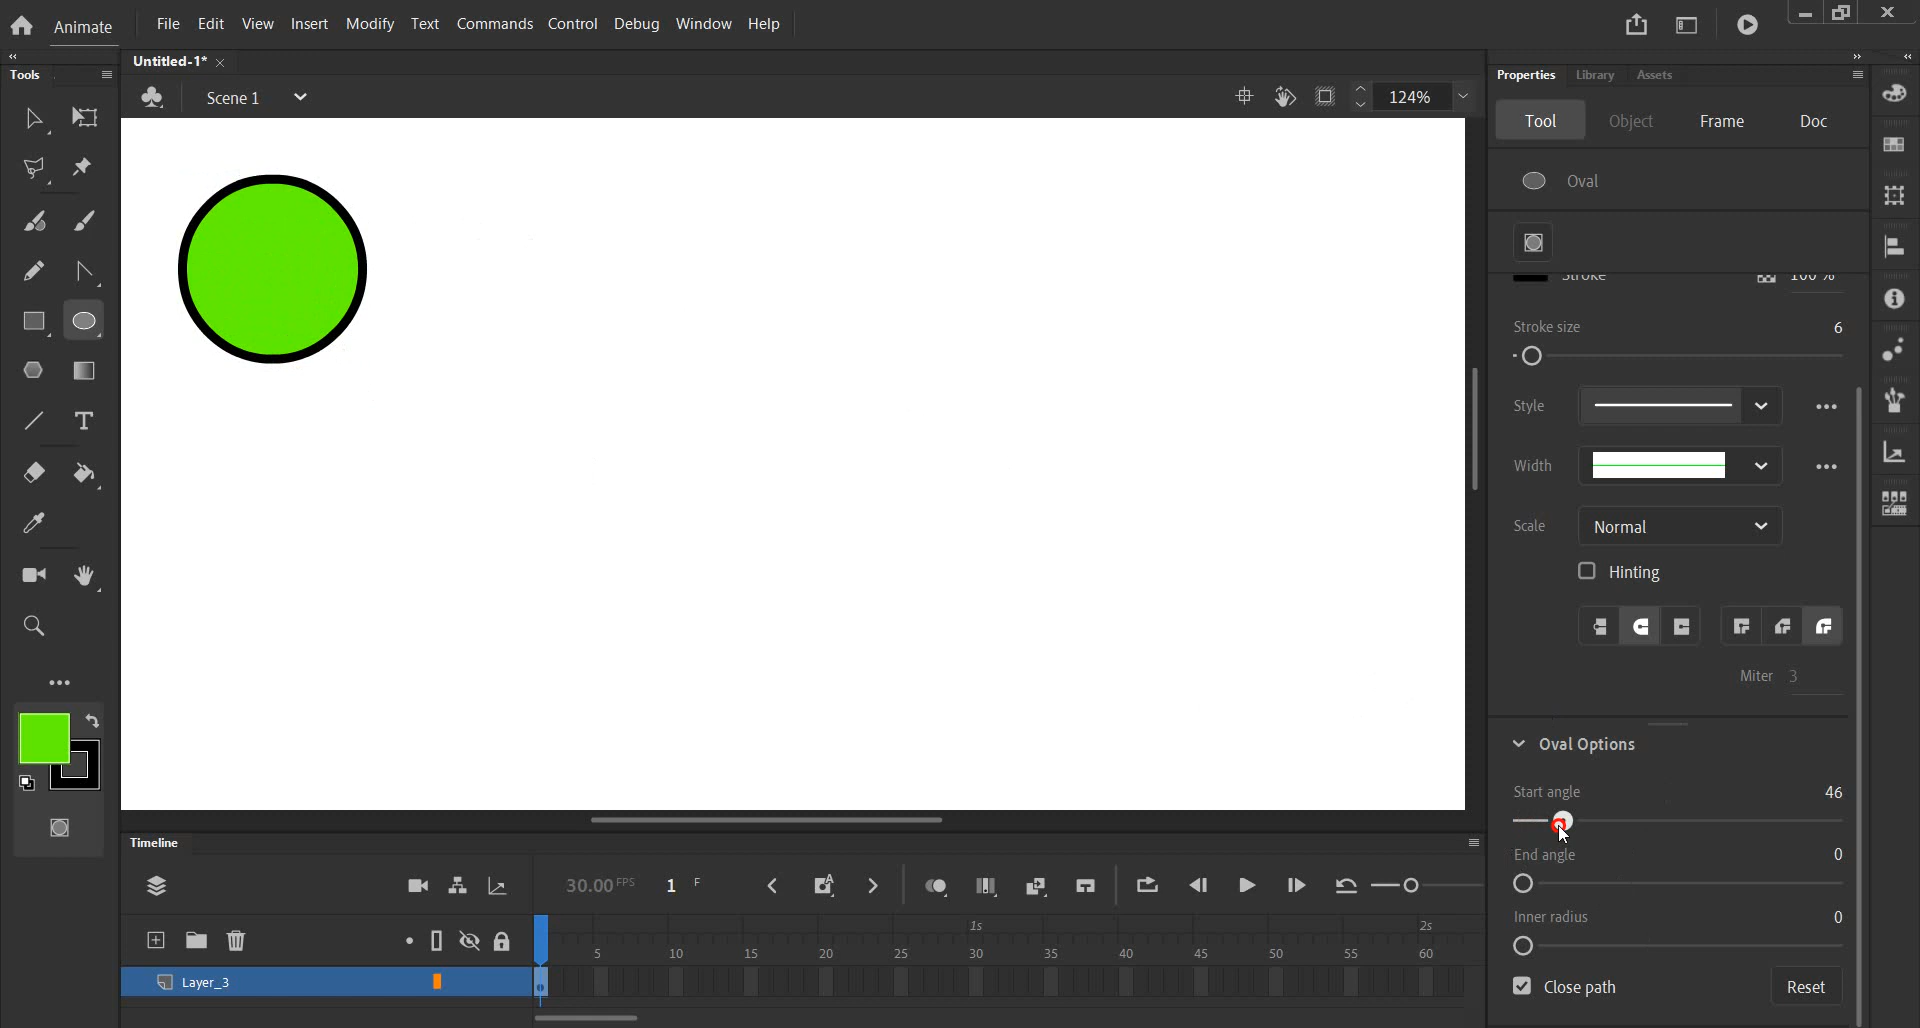 Animate File Edit View Insert Modify Text Commands Control Debug Window Help
Tools
Untitled-1*
Properties Library Assets
Scene 1
124%
Tool Object Frame Doc
Oval
Stroke 100 %
Stroke size 6
Style
Width
Scale Normal
Hinting
Miter 3
Oval Options
Start angle 46
End angle 0
Inner radius 0
Close path Reset
Timeline
30.00 FPS 1 F
1s 2s
5 10 15 20 25 30 35 40 45 50 55 60
Layer_3